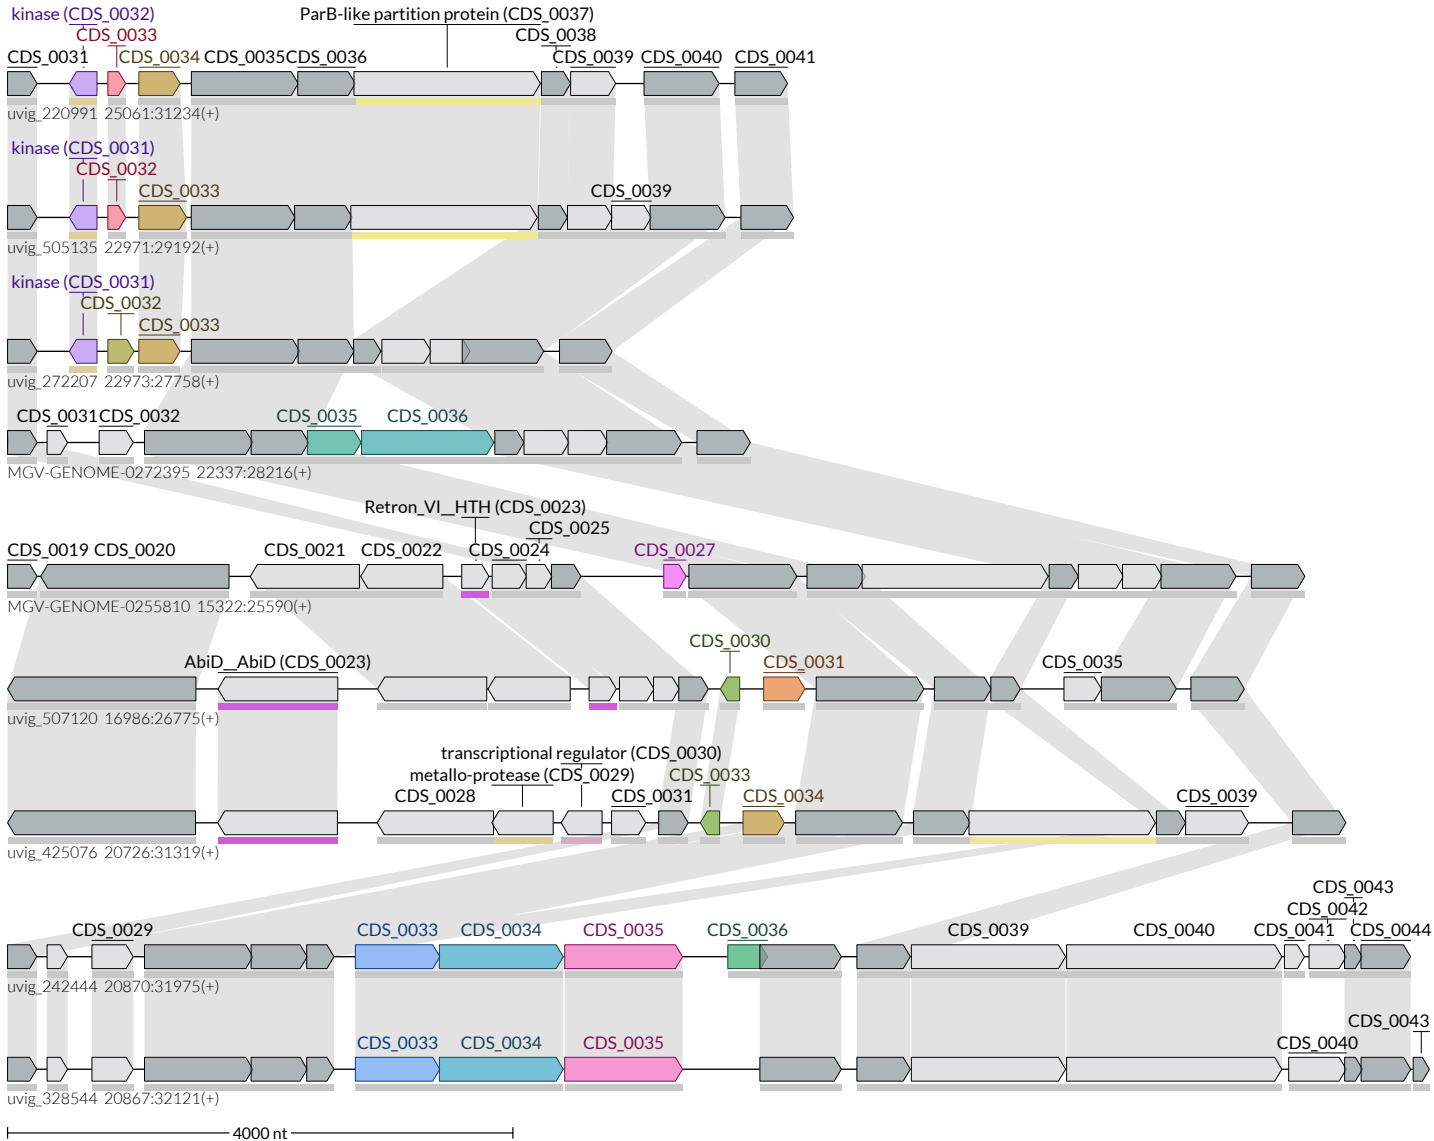 kinase (CDS_0032) ParB-like partition protein (CDS_0037)
CDS_0033 CDS_0038
CDS_0031 CDS_0034 CDS_0035 CDS_0036 CDS_0039 CDS_0040 CDS_0041
uvig_220991 25061:31234(+)
kinase (CDS_0031)
CDS_0032
CDS_0033 CDS_0039
uvig_505135 22971:29192(+)
kinase (CDS_0031)
CDS_0032
CDS_0033
uvig_272207 22973:27758(+)
CDS_0031 CDS_0032 CDS_0035 CDS_0036
MGV-GENOME-0272395 22337:28216(+)
Retron_VI__HTH (CDS_0023)
CDS_0025
CDS_0019 CDS_0020 CDS_0021 CDS_0022 CDS_0024 CDS_0027
MGV-GENOME-0255810 15322:25590(+)
CDS_0030
AbiD__AbiD (CDS_0023) CDS_0031 CDS_0035
uvig_507120 16986:26775(+)
transcriptional regulator (CDS_0030)
metallo-protease (CDS_0029) CDS_0033
CDS_0028 CDS_0031 CDS_0034 CDS_0039
uvig_425076 20726:31319(+)
CDS_0043
CDS_0042
CDS_0029 CDS_0033 CDS_0034 CDS_0035 CDS_0036 CDS_0039 CDS_0040 CDS_0041 CDS_0044
uvig_242444 20870:31975(+)
CDS_0043
CDS_0033 CDS_0034 CDS_0035 CDS_0040
uvig_328544 20867:32121(+)
4000 nt